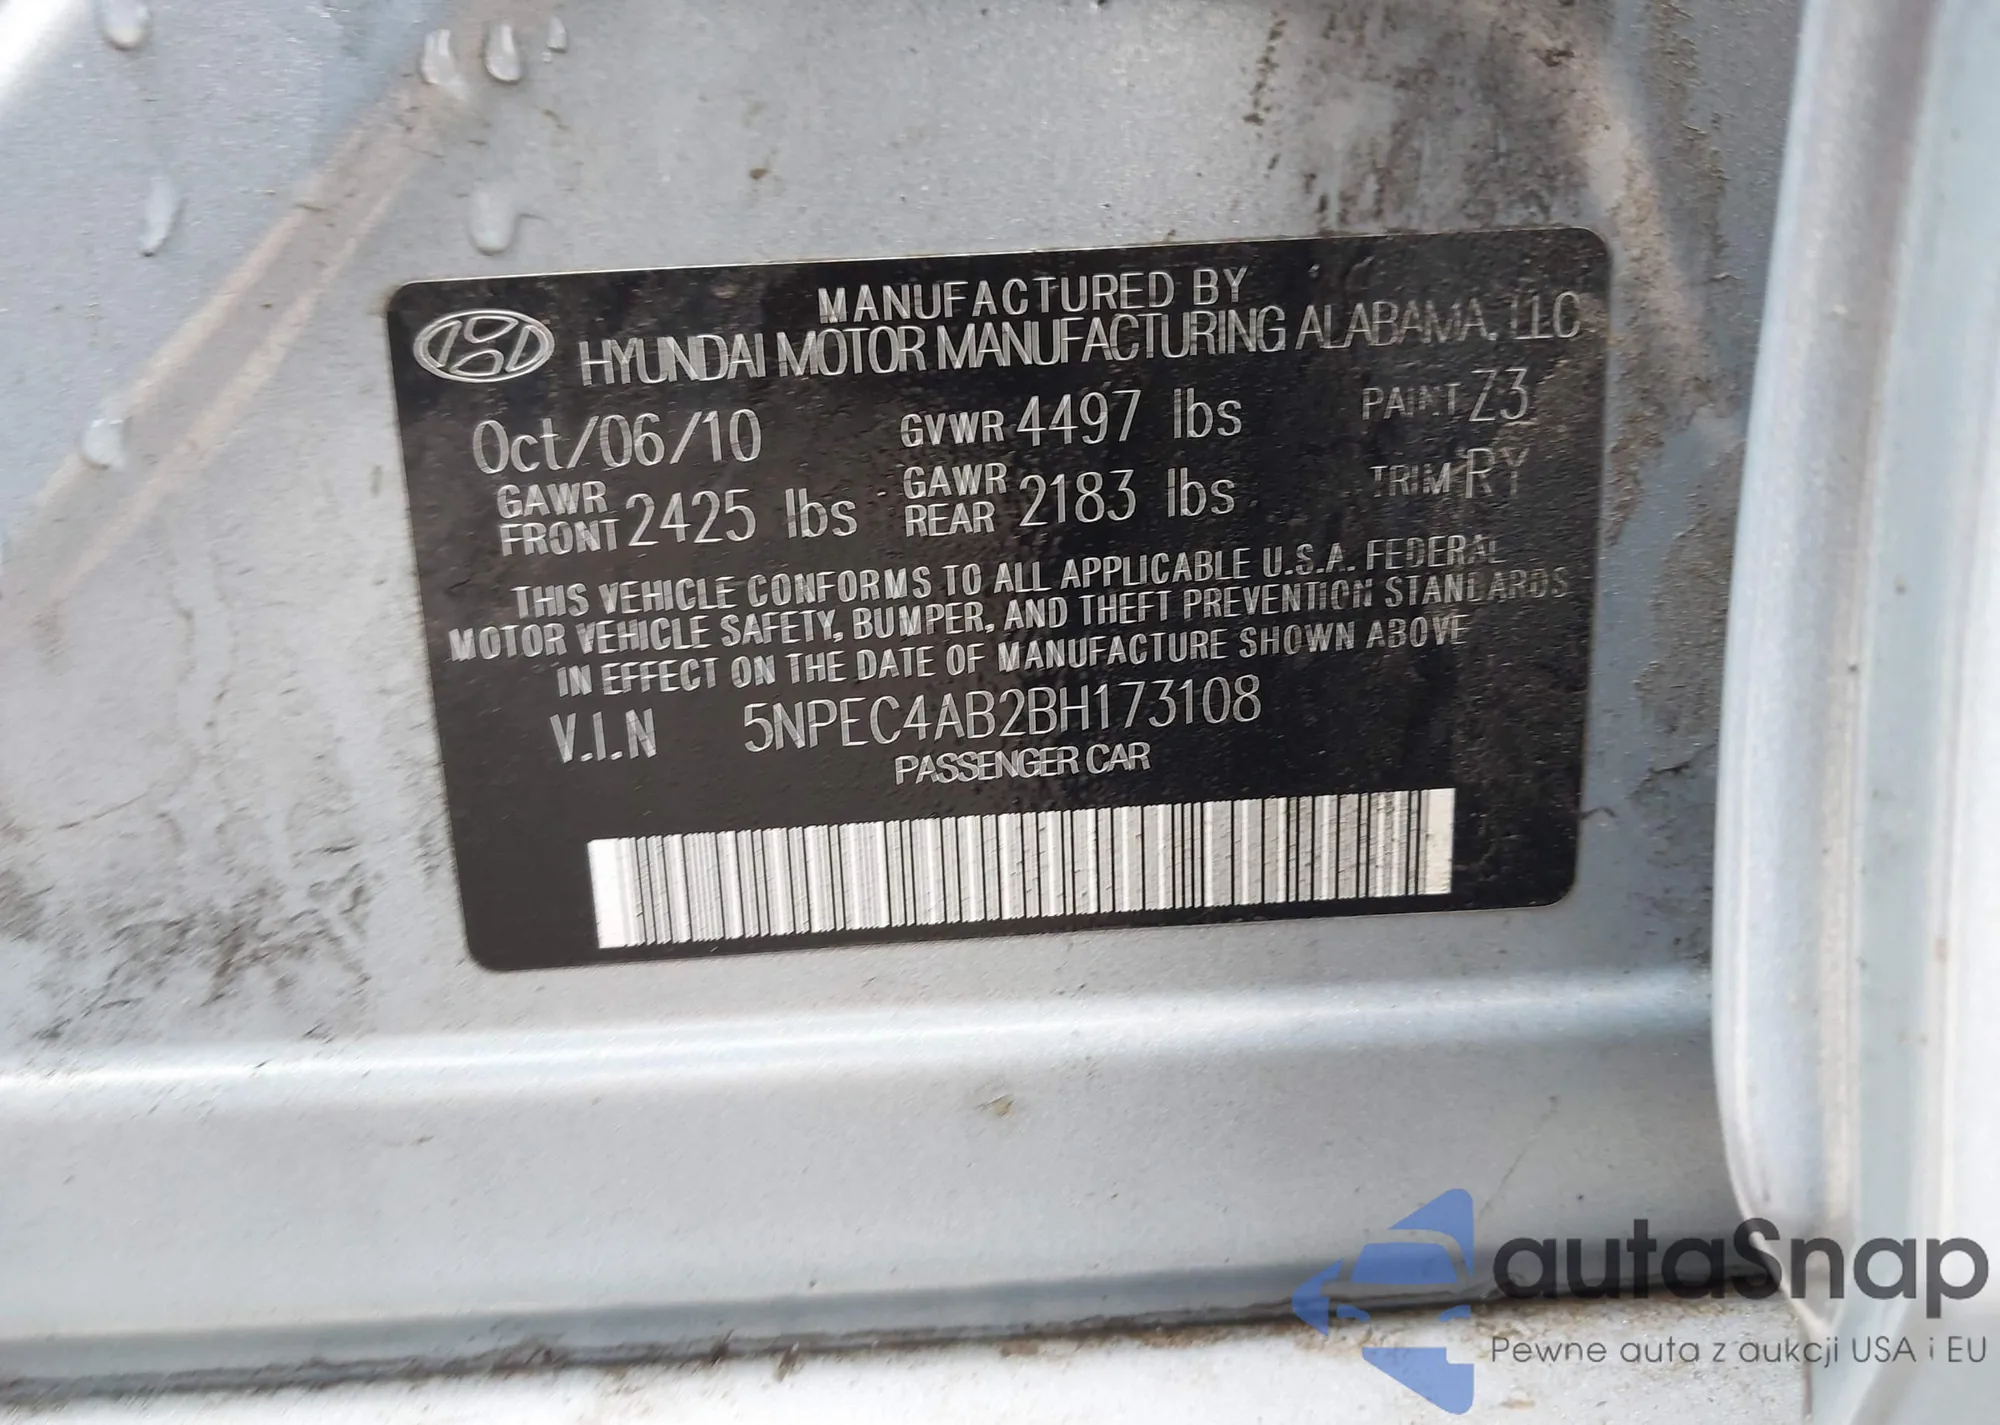 MANUFACTURED BY
HYUNDAI MOTOR MANUFACTURING ALABAMA, LLC
Oct/06/10 GVWR 4497 lbs PAINT Z3
GAWR FRONT 2425 lbs GAWR REAR 2183 lbs TRIM RY
THIS VEHICLE CONFORMS TO ALL APPLICABLE U.S.A. FEDERAL
MOTOR VEHICLE SAFETY, BUMPER, AND THEFT PREVENTION STANDARDS
IN EFFECT ON THE DATE OF MANUFACTURE SHOWN ABOVE
V.I.N 5NPEC4AB2BH173108
PASSENGER CAR
autaSnap
Pewne auta z aukcji USA i EU